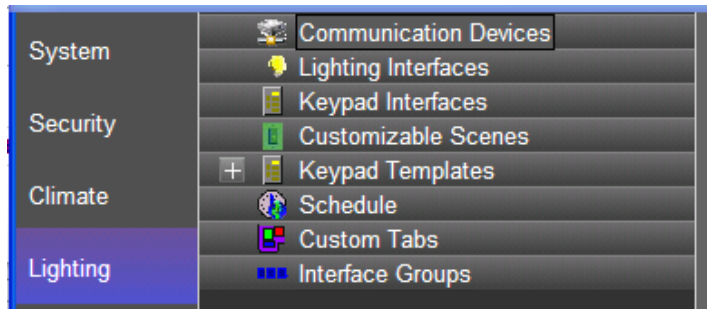 System
Security
Climate
Lighting
Communication Devices
Lighting Interfaces
Keypad Interfaces
Customizable Scenes
Keypad Templates
Schedule
Custom Tabs
Interface Groups